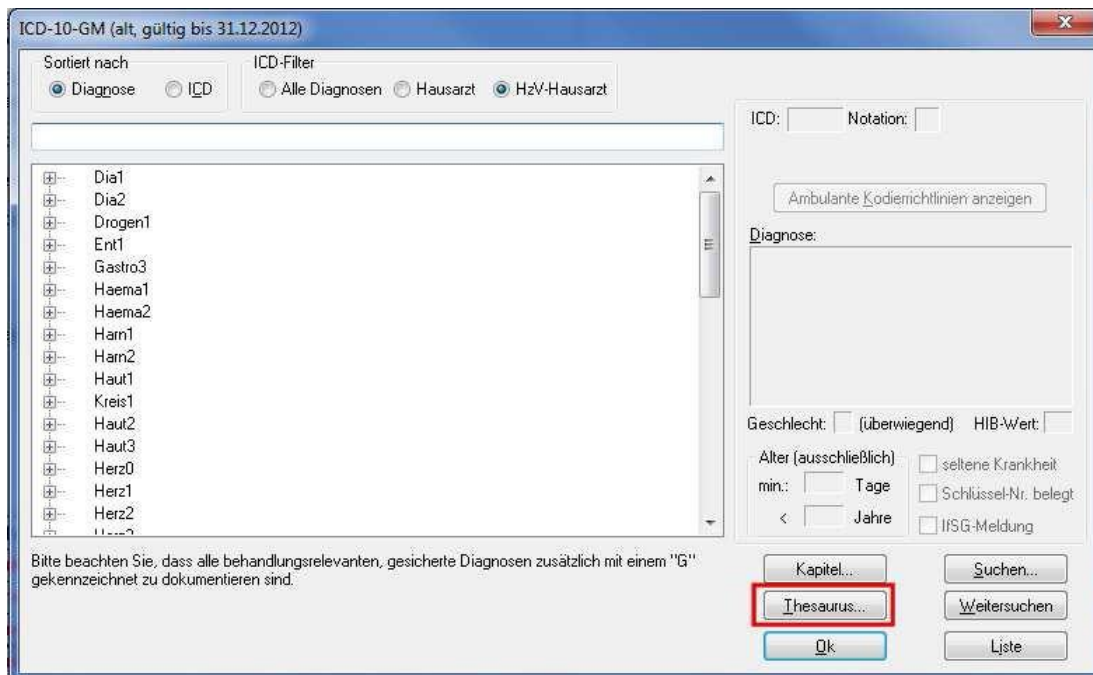 ICD-10-GM (alt, gültig bis 31.12.2012)
Sortiert nach
Diagnose ICD
ICD-Filter
Alle Diagnosen Hausarzt HzV-Hausarzt
ICD: Notation:
Ambulante Kodierrichtlinien anzeigen
Diagnose:
Dia1
Dia2
Drogen1
Ent1
Gastro3
Haema1
Haema2
Harn1
Harn2
Haut1
Kreis1
Haut2
Haut3
Herz0
Herz1
Herz2
Geschlecht: (überwiegend) HIB-Wert:
Alter (ausschließlich)
min.: Tage
< Jahre
seltene Krankheit
Schlüssel-Nr. belegt
IfSG-Meldung
Bitte beachten Sie, dass alle behandlungsrelevanten, gesicherte Diagnosen zusätzlich mit einem "G"
gekennzeichnet zu dokumentieren sind.
Kapitel... Suchen...
Thesaurus... Weitersuchen
Ok Liste